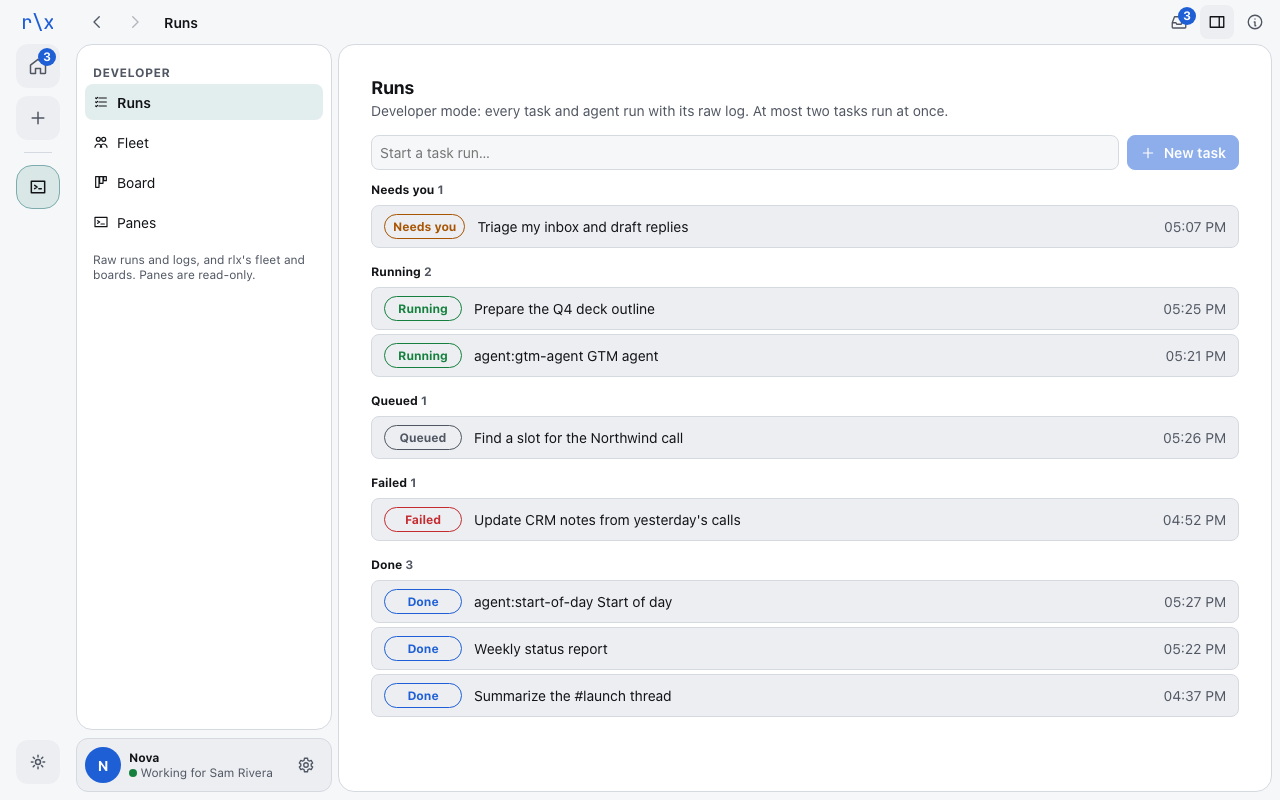 r\x
Runs
3
3
DEVELOPER
Runs
Fleet
Board
Panes
Raw runs and logs, and rlx's fleet and
boards. Panes are read-only.
Nova
N
Working for Sam Rivera
Runs
Developer mode: every task and agent run with its raw log. At most two tasks run at once.
Start a task run...
New task
Needs you 1
Needs you Triage my inbox and draft replies 05:07 PM
Running 2
Running Prepare the Q4 deck outline 05:25 PM
Running agent:gtm-agent GTM agent 05:21 PM
Queued 1
Queued Find a slot for the Northwind call 05:26 PM
Failed 1
Failed Update CRM notes from yesterday's calls 04:52 PM
Done 3
Done agent:start-of-day Start of day 05:27 PM
Done Weekly status report 05:22 PM
Done Summarize the #launch thread 04:37 PM